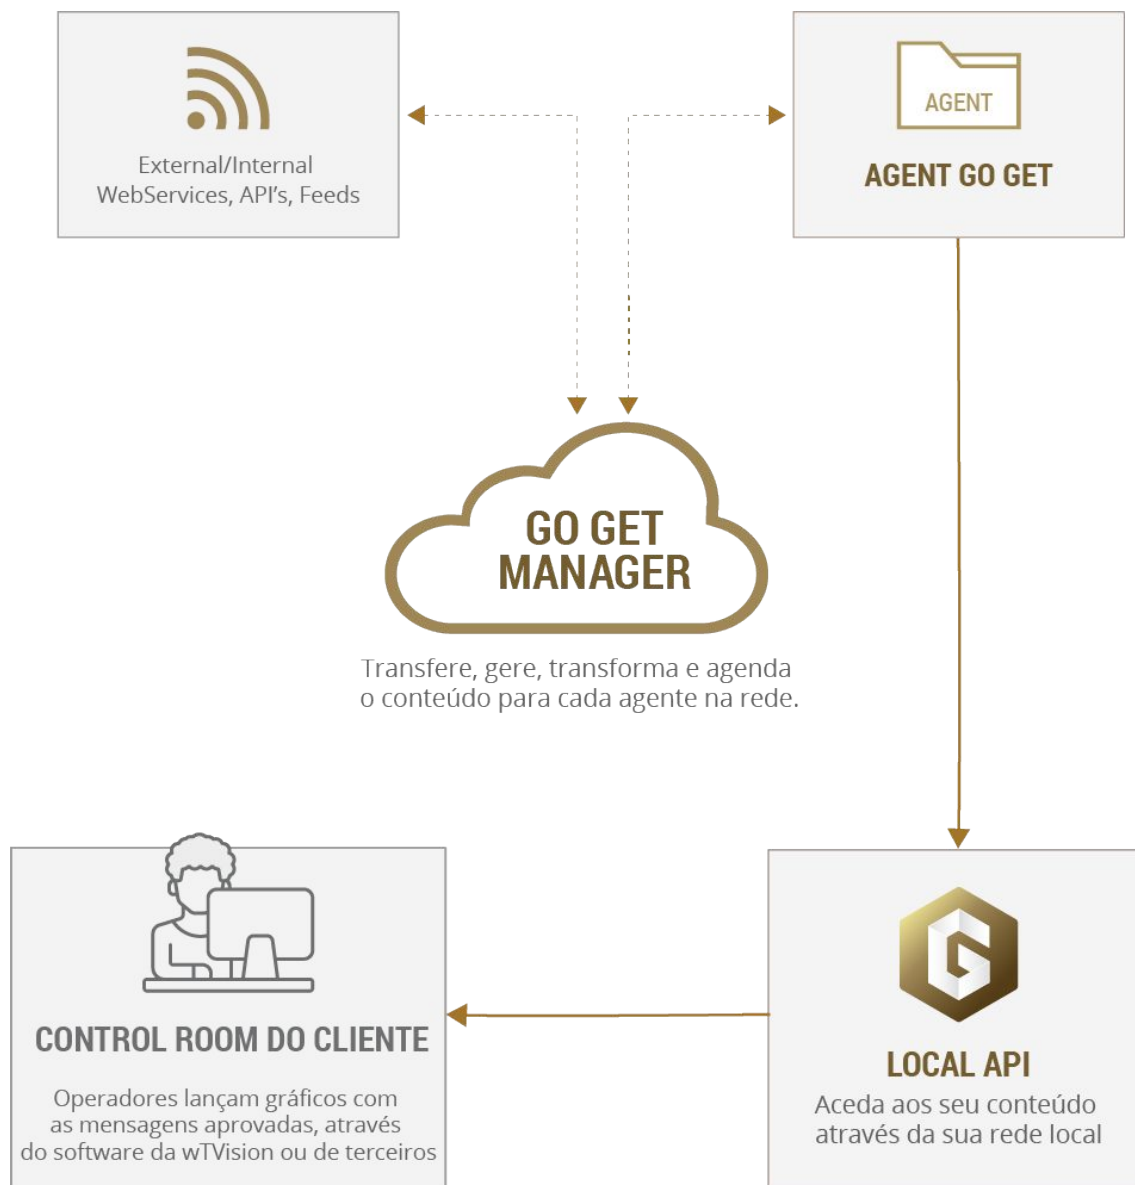 External/Internal
WebServices, API’s, Feeds
AGENT
AGENT GO GET
GO GET
MANAGER
Transfere, gere, transforma e agenda
o conteúdo para cada agente na rede.
CONTROL ROOM DO CLIENTE
Operadores lançam gráficos com
as mensagens aprovadas, através
do software da wTVision ou de terceiros
LOCAL API
Aceda aos seu conteúdo
através da sua rede local